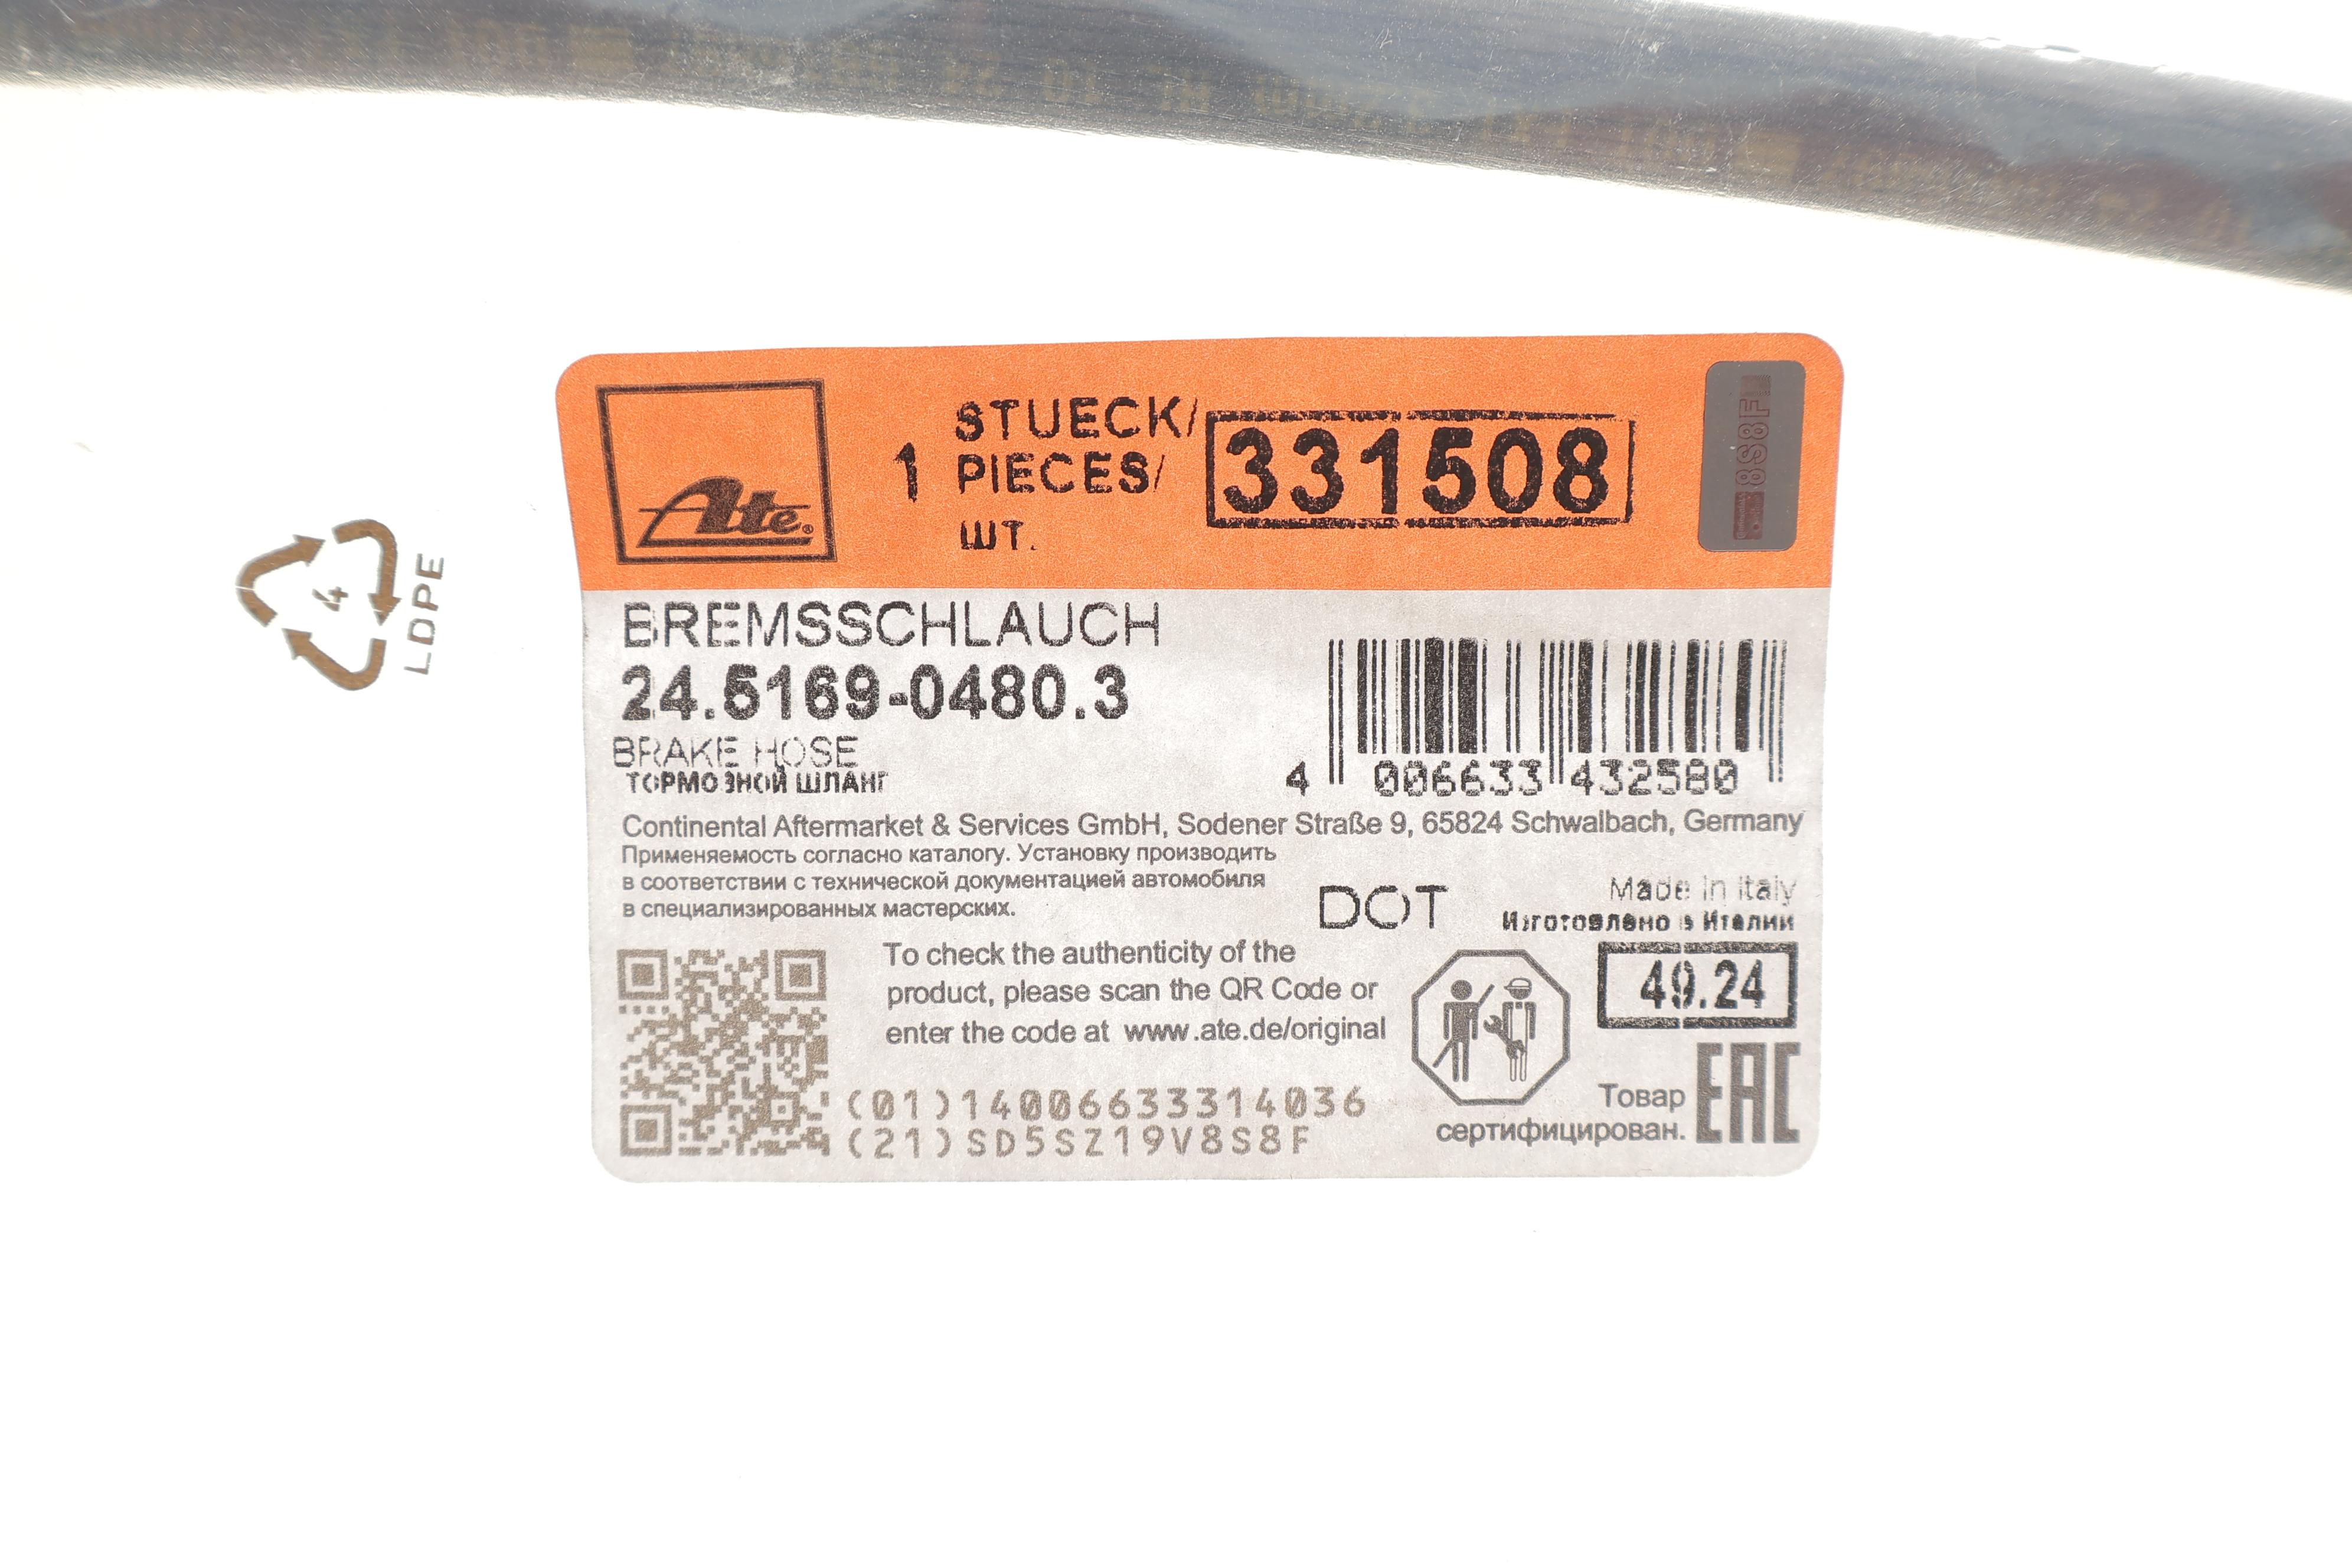 Ate
1
STUECK/
PIECES/
шт.
331508
8S8F
BREMSSCHLAUCH
24.5169-0480.3
BRAKE HOSE
ТОРМОЗНОЙ ШЛАНГ
4 006633 432580
Continental Aftermarket & Services GmbH, Sodener Straße 9, 65824 Schwalbach, Germany
Применяемость согласно каталогу. Установку производить
в соответствии с технической документацией автомобиля
в специализированных мастерских.
DOT
Made in Italy
Изготовлено в Италии
49.24
To check the authenticity of the
product, please scan the QR Code or
enter the code at www.ate.de/original
(01)14006633314036
(21)SD5SZ19V8S8F
Товар
сертифицирован.
EAC
4
LDPE